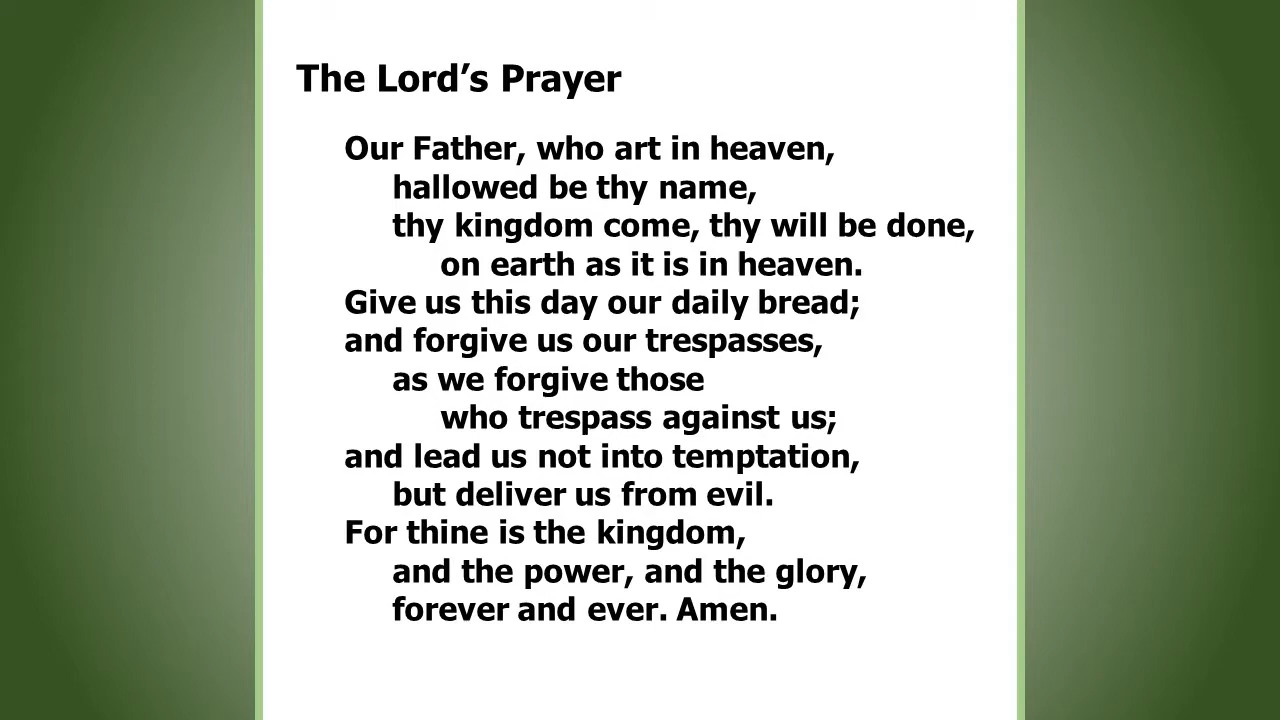 The Lord’s Prayer
Our Father, who art in heaven,
hallowed be thy name,
thy kingdom come, thy will be done,
on earth as it is in heaven.
Give us this day our daily bread;
and forgive us our trespasses,
as we forgive those
who trespass against us;
and lead us not into temptation,
but deliver us from evil.
For thine is the kingdom,
and the power, and the glory,
forever and ever. Amen.